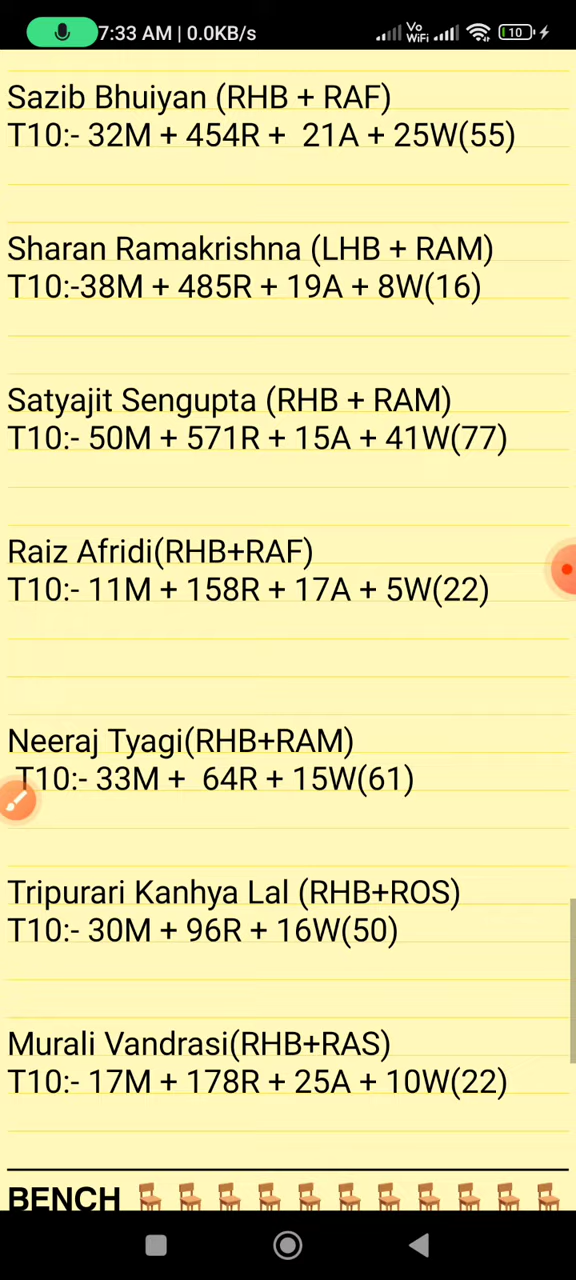 7:33 AM | 0.0KB/s Vo WiFi 10
Sazib Bhuiyan (RHB + RAF)
T10:- 32M + 454R + 21A + 25W(55)
Sharan Ramakrishna (LHB + RAM)
T10:-38M + 485R + 19A + 8W(16)
Satyajit Sengupta (RHB + RAM)
T10:- 50M + 571R + 15A + 41W(77)
Raiz Afridi(RHB+RAF)
T10:- 11M + 158R + 17A + 5W(22)
Neeraj Tyagi(RHB+RAM)
T10:- 33M + 64R + 15W(61)
Tripurari Kanhya Lal (RHB+ROS)
T10:- 30M + 96R + 16W(50)
Murali Vandrasi(RHB+RAS)
T10:- 17M + 178R + 25A + 10W(22)
BENCH